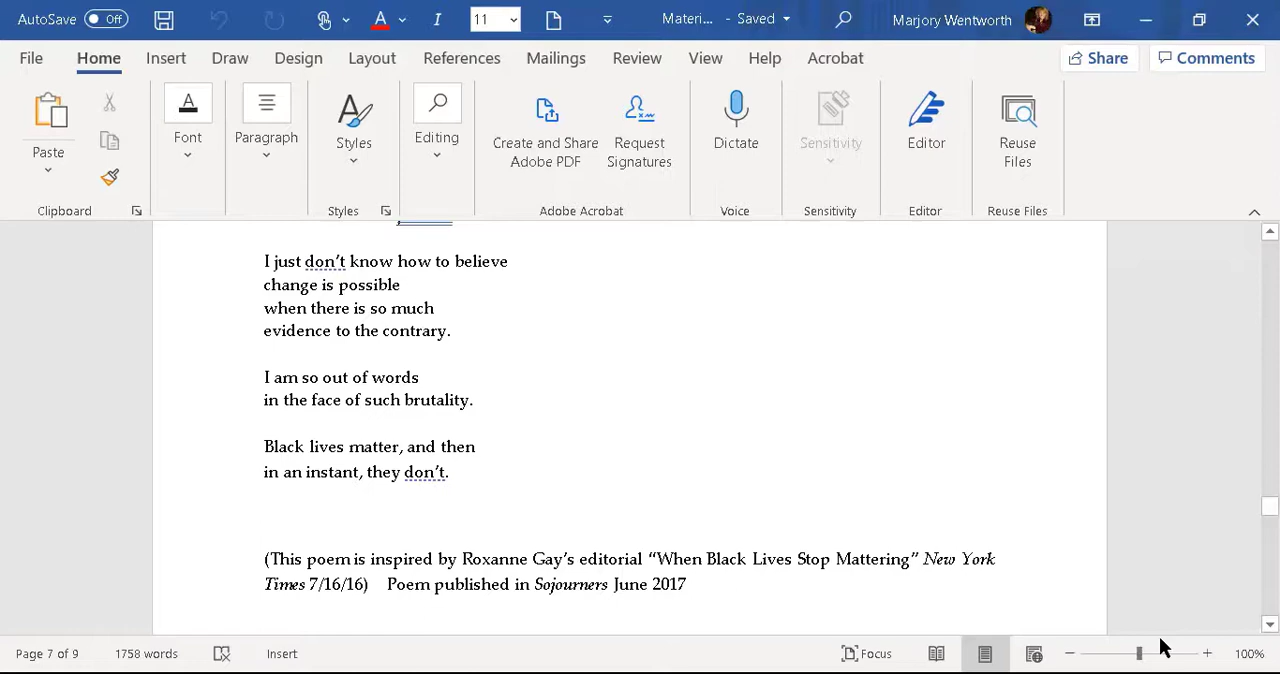 AutoSave Off 11 Materi... - Saved Marjory Wentworth
File Home Insert Draw Design Layout References Mailings Review View Help Acrobat Share Comments
Paste Font Paragraph Styles Editing Create and Share Adobe PDF Request Signatures Dictate Sensitivity Editor Reuse Files
Clipboard Styles Adobe Acrobat Voice Sensitivity Editor Reuse Files
I just don't know how to believe
change is possible
when there is so much
evidence to the contrary.
I am so out of words
in the face of such brutality.
Black lives matter, and then
in an instant, they don't.
(This poem is inspired by Roxanne Gay's editorial "When Black Lives Stop Mattering" New York
Times 7/16/16) Poem published in Sojourners June 2017
Page 7 of 9 1758 words Insert Focus 100%